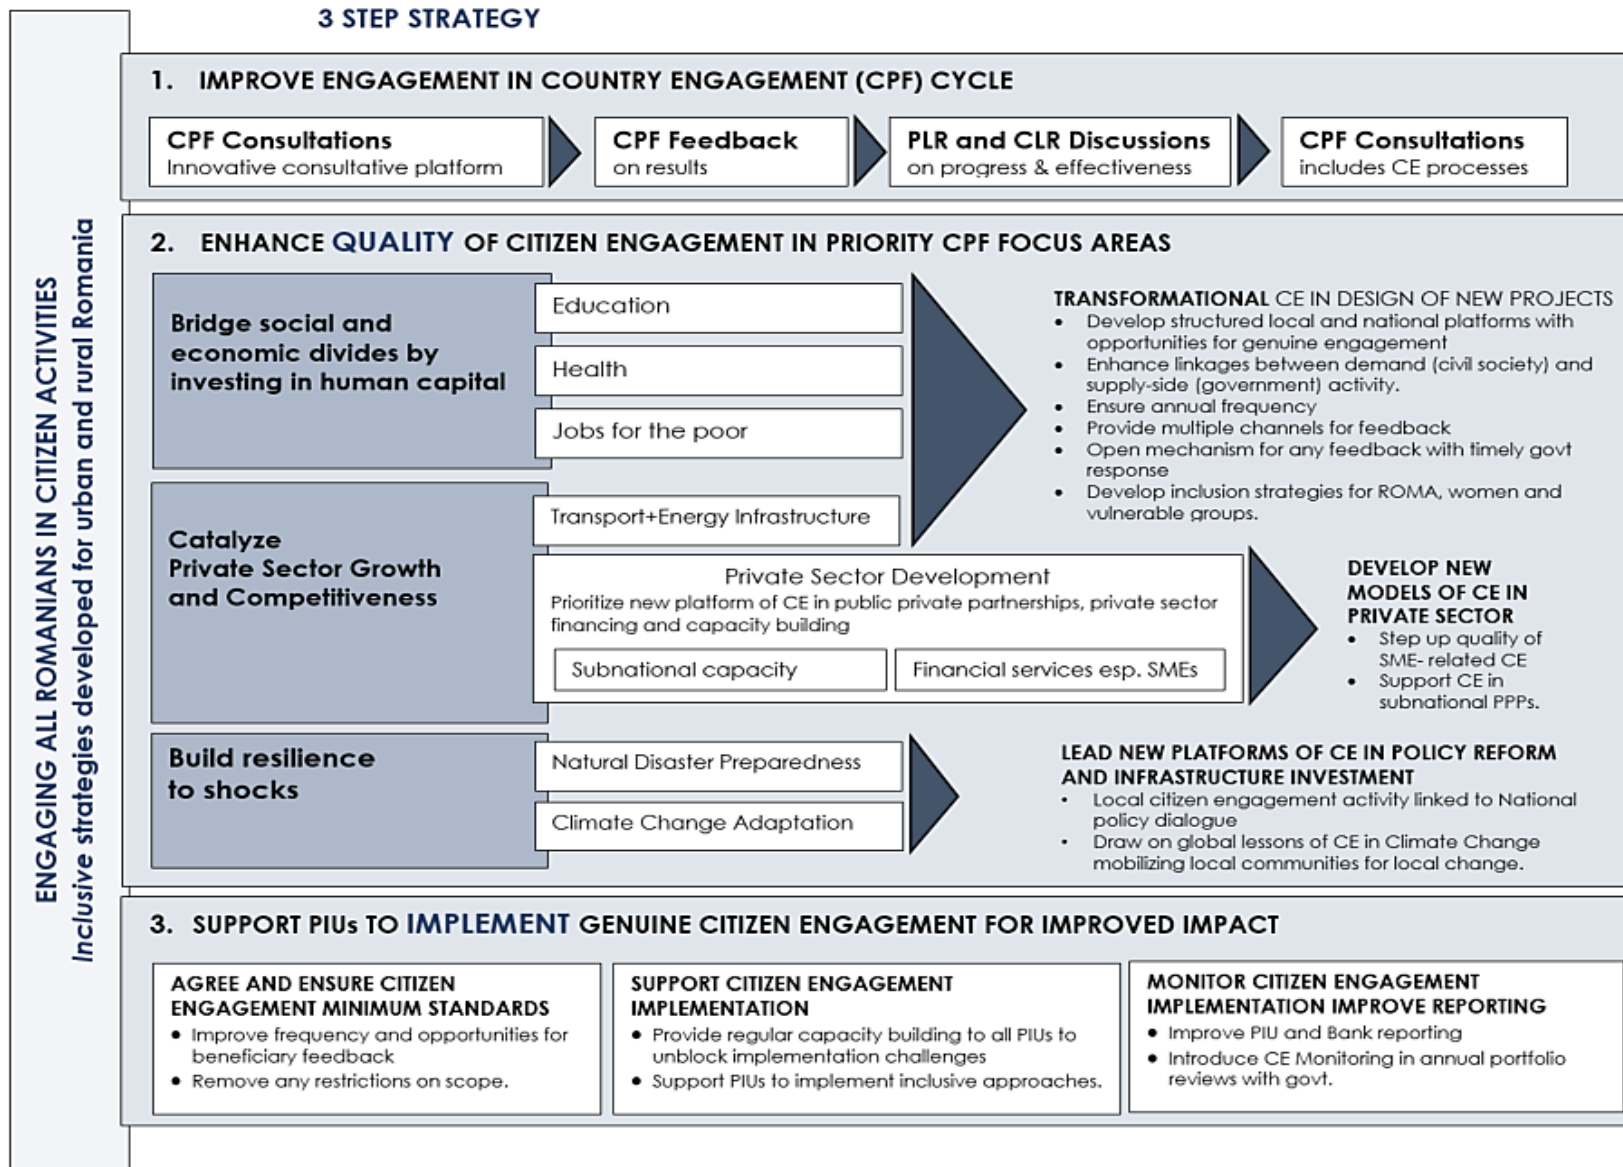 3 STEP STRATEGY
ENGAGING ALL ROMANIANS IN CITIZEN ACTIVITIES
Inclusive strategies developed for urban and rural Romania
1. IMPROVE ENGAGEMENT IN COUNTRY ENGAGEMENT (CPF) CYCLE
CPF Consultations
Innovative consultative platform
CPF Feedback
on results
PLR and CLR Discussions
on progress & effectiveness
CPF Consultations
includes CE processes
2. ENHANCE QUALITY OF CITIZEN ENGAGEMENT IN PRIORITY CPF FOCUS AREAS
Bridge social and
economic divides by
investing in human capital
Education
Health
Jobs for the poor
TRANSFORMATIONAL CE IN DESIGN OF NEW PROJECTS
• Develop structured local and national platforms with
opportunities for genuine engagement
• Enhance linkages between demand (civil society) and
supply-side (government) activity.
• Ensure annual frequency
• Provide multiple channels for feedback
• Open mechanism for any feedback with timely govt
response
• Develop inclusion strategies for ROMA, women and
vulnerable groups.
Catalyze
Private Sector Growth
and Competitiveness
Transport+Energy Infrastructure
Private Sector Development
Prioritize new platform of CE in public private partnerships, private sector
financing and capacity building
Subnational capacity
Financial services esp. SMEs
DEVELOP NEW
MODELS OF CE IN
PRIVATE SECTOR
• Step up quality of
SME- related CE
• Support CE in
subnational PPPs.
Build resilience
to shocks
Natural Disaster Preparedness
Climate Change Adaptation
LEAD NEW PLATFORMS OF CE IN POLICY REFORM
AND INFRASTRUCTURE INVESTMENT
• Local citizen engagement activity linked to National
policy dialogue
• Draw on global lessons of CE in Climate Change
mobilizing local communities for local change.
3. SUPPORT PIUs TO IMPLEMENT GENUINE CITIZEN ENGAGEMENT FOR IMPROVED IMPACT
AGREE AND ENSURE CITIZEN
ENGAGEMENT MINIMUM STANDARDS
• Improve frequency and opportunities for
beneficiary feedback
• Remove any restrictions on scope.
SUPPORT CITIZEN ENGAGEMENT
IMPLEMENTATION
• Provide regular capacity building to all PIUs to
unblock implementation challenges
• Support PIUs to implement inclusive approaches.
MONITOR CITIZEN ENGAGEMENT
IMPLEMENTATION IMPROVE REPORTING
• Improve PIU and Bank reporting
• Introduce CE Monitoring in annual portfolio
reviews with govt.